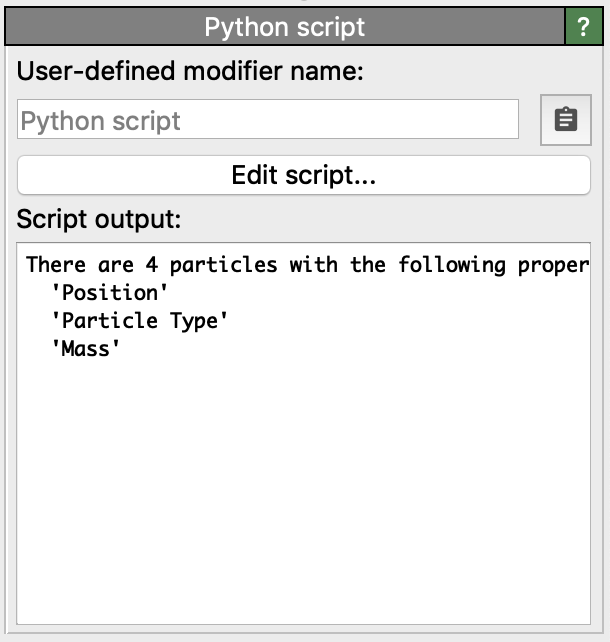 Python script
?
User-defined modifier name:
Python script
Edit script...
Script output:
There are 4 particles with the following proper
'Position'
'Particle Type'
'Mass'